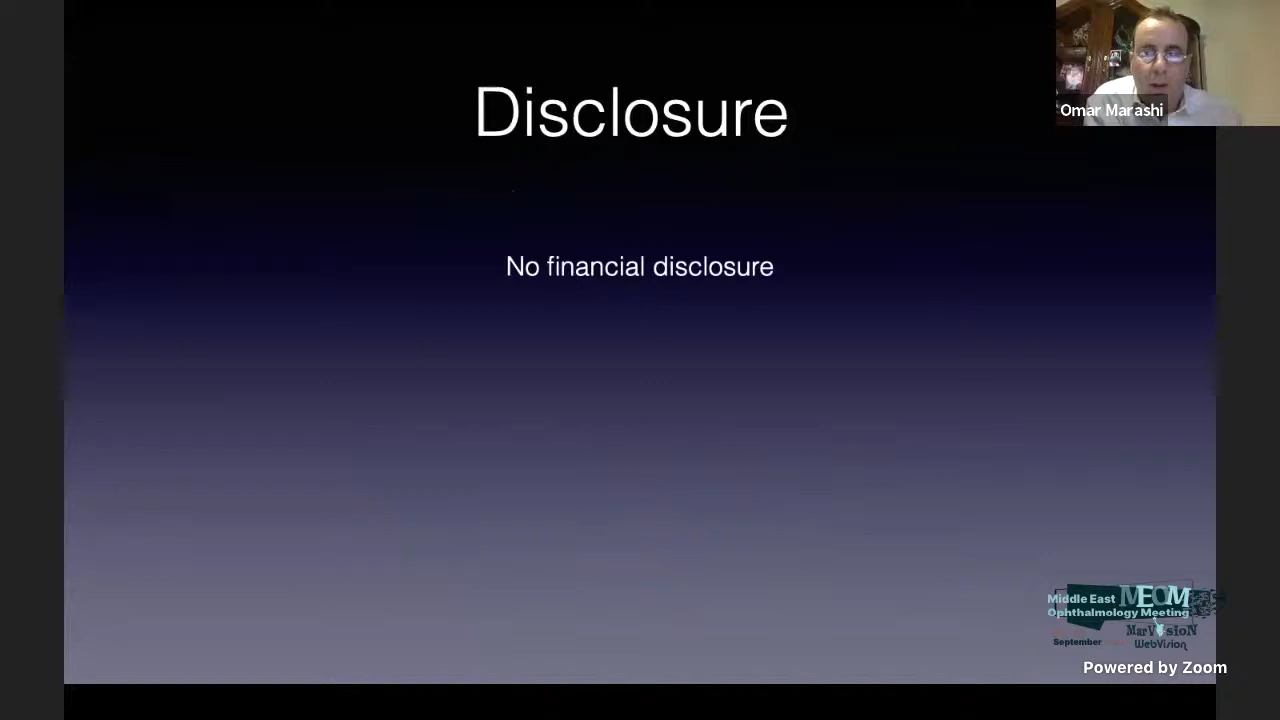 Disclosure
Omar Marashi
No financial disclosure
Middle East MEOM
Ophthalmology Meeting
MarVisioN
September
WebVision
Powered by Zoom